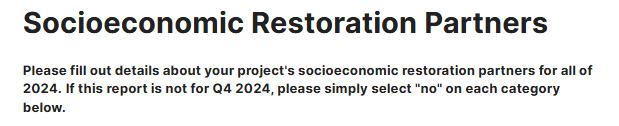 Socioeconomic Restoration Partners
Please fill out details about your project's socioeconomic restoration partners for all of
2024. If this report is not for Q4 2024, please simply select "no" on each category
below.